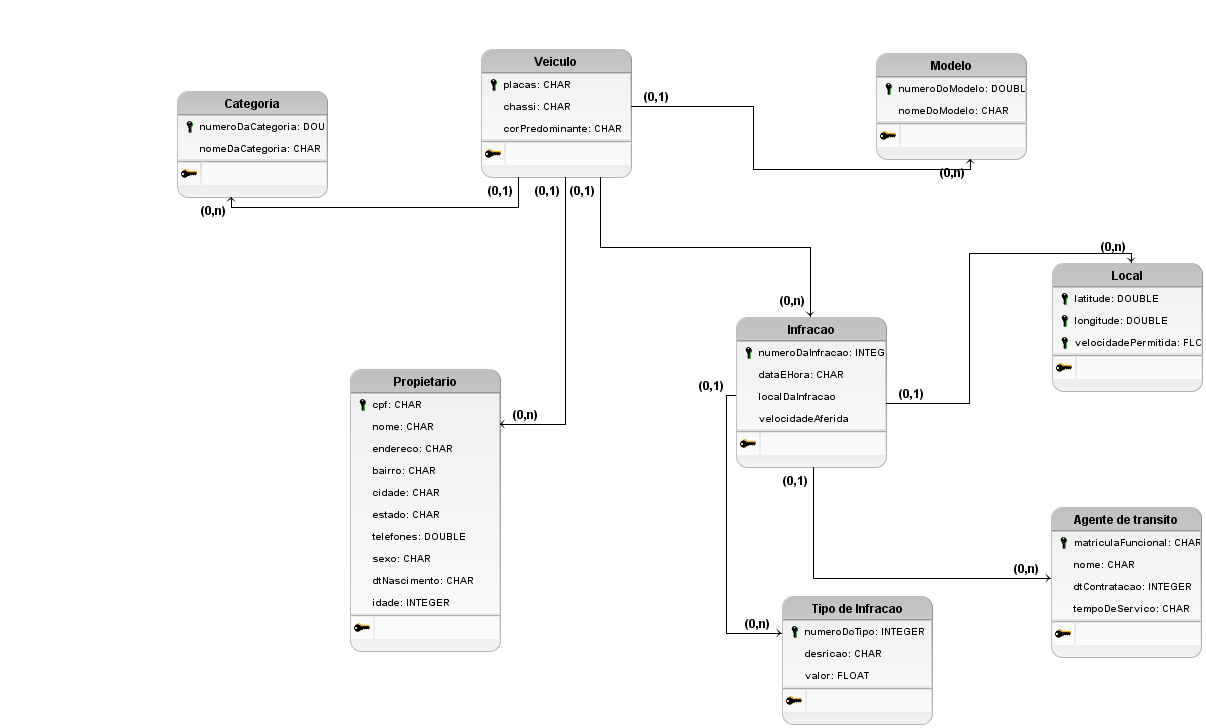 Veiculo
placas: CHAR
chassi: CHAR
corPredominante: CHAR
(0,1)
(0,1)
(0,1)
(0,1)
Modelo
numeroDoModelo: DOUBL
nomeDoModelo: CHAR
(0,n)
Categoria
numeroDaCategoria: DOU
nomeDaCategoria: CHAR
(0,n)
(0,n)
Local
latitude: DOUBLE
longitude: DOUBLE
velocidadePermitida: FLO
(0,n)
Infracao
numeroDaInfracao: INTEG
dataEHora: CHAR
localDaInfracao
velocidadeAferida
(0,1)
(0,1)
(0,1)
Propietario
cpf: CHAR
nome: CHAR
endereco: CHAR
bairro: CHAR
cidade: CHAR
estado: CHAR
telefones: DOUBLE
sexo: CHAR
dtNascimento: CHAR
idade: INTEGER
(0,n)
Agente de transito
matriculaFuncional: CHAR
nome: CHAR
dtContratacao: INTEGER
tempoDeServico: CHAR
(0,n)
Tipo de Infracao
numeroDoTipo: INTEGER
desricao: CHAR
valor: FLOAT
(0,n)